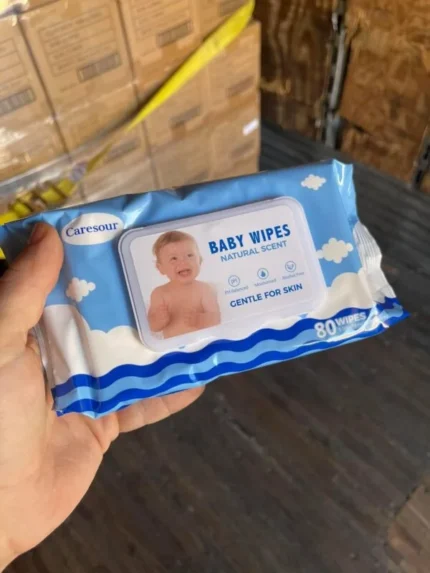 Caresour
BABY WIPES
NATURAL SCENT
GENTLE FOR SKIN
80 WIPES